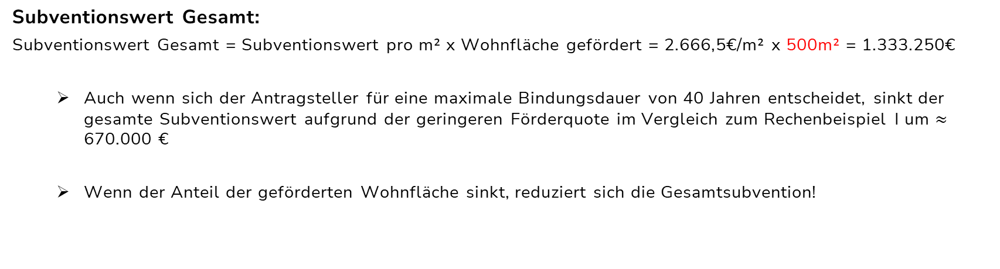 Subventionswert Gesamt:
Subventionswert Gesamt = Subventionswert pro m² x Wohnfläche gefördert = 2.666,5€/m² x 500m² = 1.333.250€
➢ Auch wenn sich der Antragsteller für eine maximale Bindungsdauer von 40 Jahren entscheidet, sinkt der
gesamte Subventionswert aufgrund der geringeren Förderquote im Vergleich zum Rechenbeispiel I um ≈
670.000 €
➢ Wenn der Anteil der geförderten Wohnfläche sinkt, reduziert sich die Gesamtsubvention!